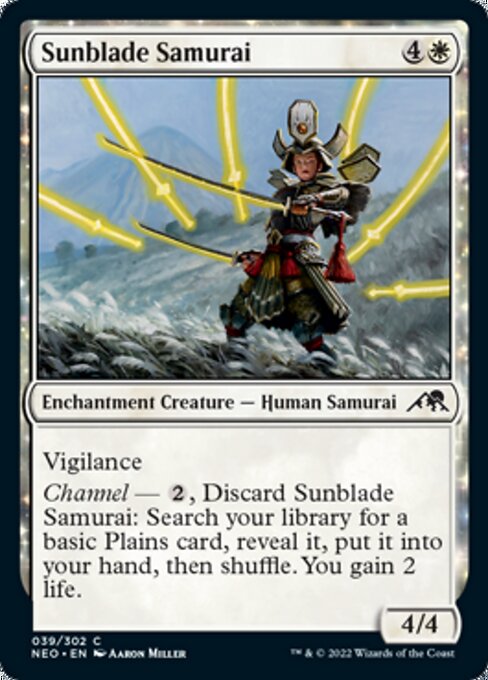 Sunblade Samurai 4
Enchantment Creature — Human Samurai
Vigilance
Channel — 2, Discard Sunblade
Samurai: Search your library for a
basic Plains card, reveal it, put it into
your hand, then shuffle. You gain 2
life.
4/4
039/302 C
NEO • EN Aaron Miller
™ & © 2022 Wizards of the Coast